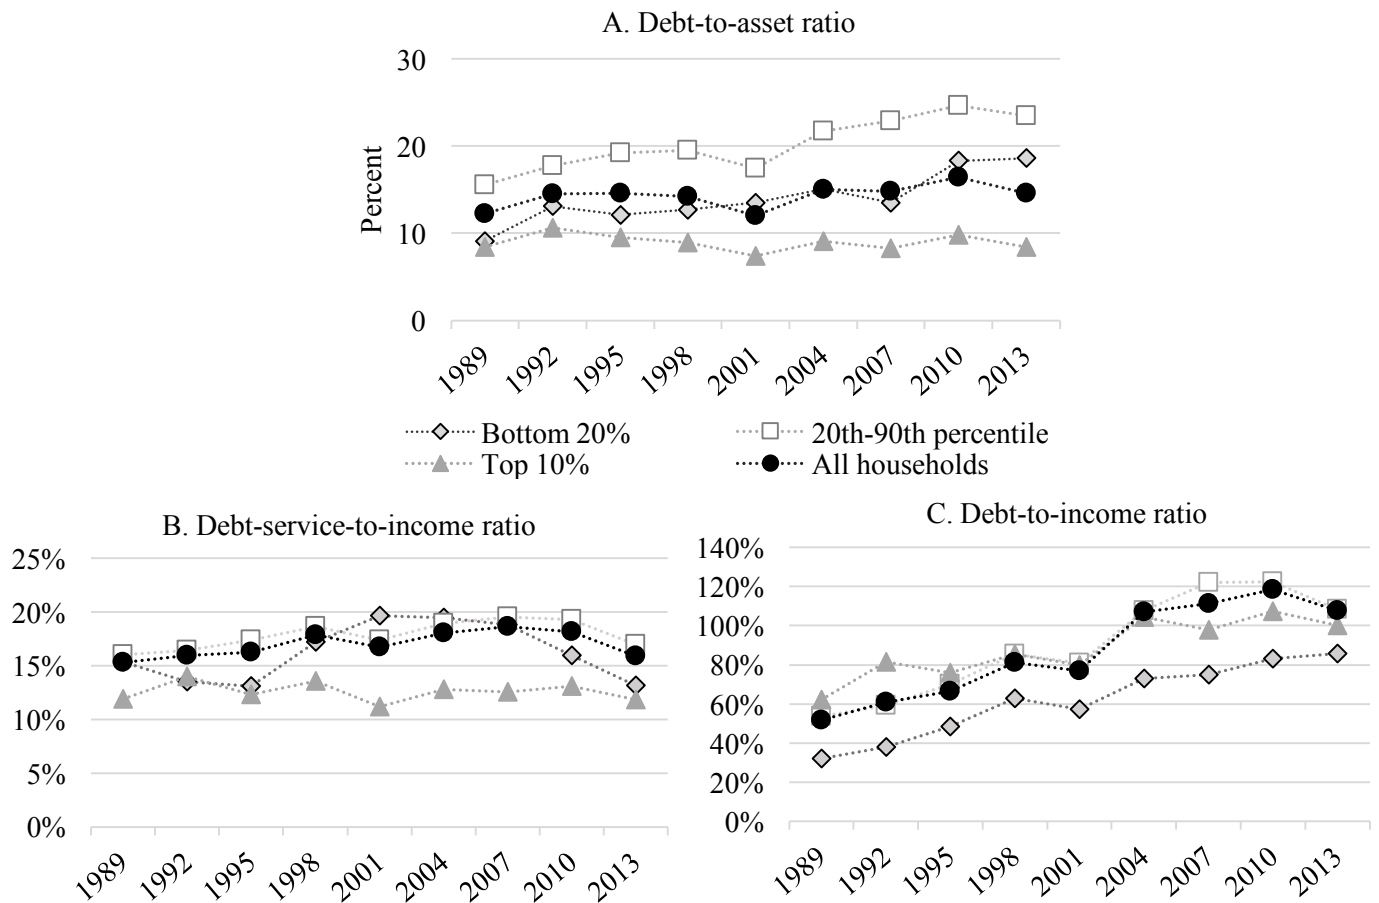 A. Debt-to-asset ratio
30
20
10
0
Percent
1989 1992 1995 1998 2001 2004 2007 2010 2013
Bottom 20% 20th-90th percentile
Top 10% All households
B. Debt-service-to-income ratio
25%
20%
15%
10%
5%
0%
1989 1992 1995 1998 2001 2004 2007 2010 2013
C. Debt-to-income ratio
140%
120%
100%
80%
60%
40%
20%
0%
1989 1992 1995 1998 2001 2004 2007 2010 2013